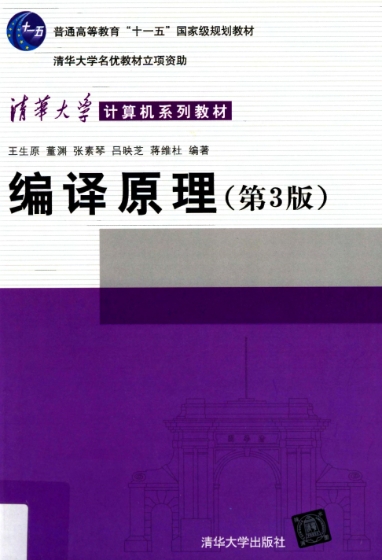 十一五
普通高等教育“十一五”国家级规划教材
清华大学名优教材立项资助
清华大学 计算机系列教材
王生原 董渊 张素琴 吕映芝 蒋维杜 编著
编译原理(第3版)
清华大学出版社